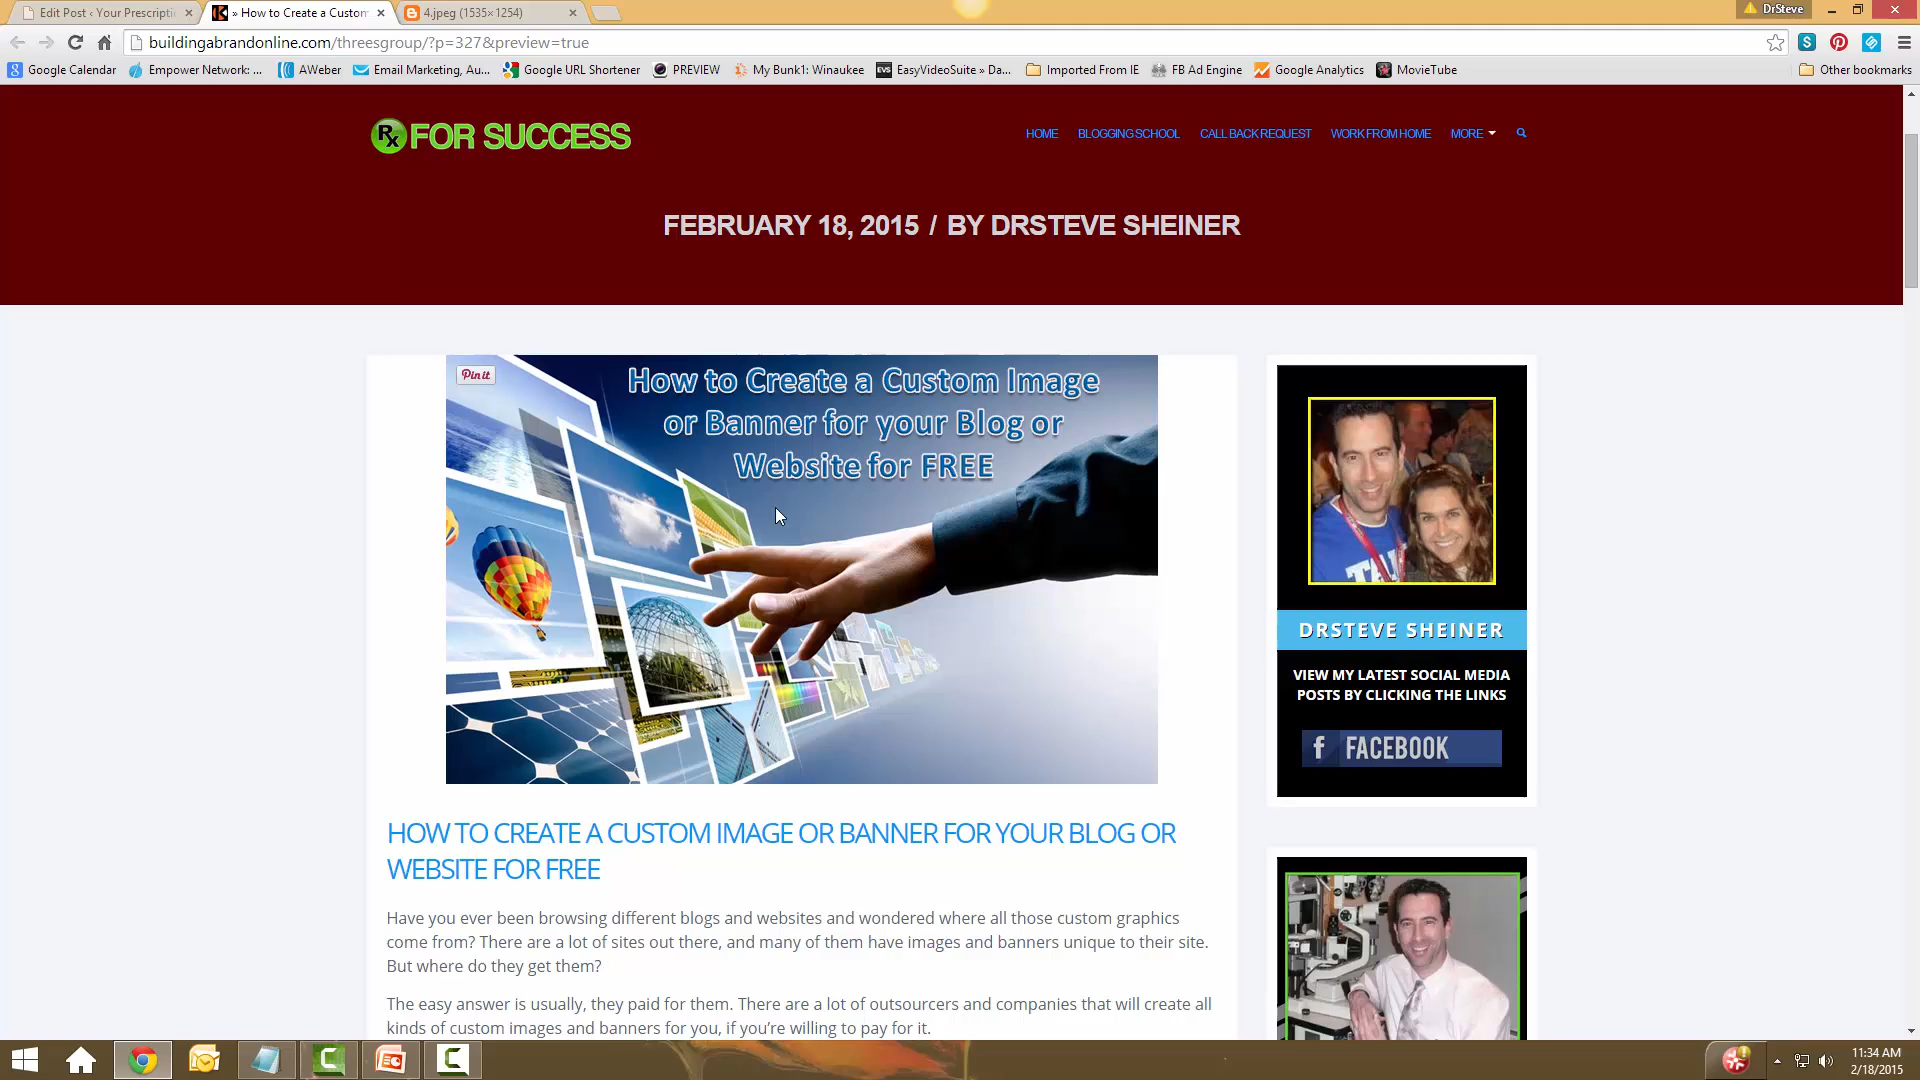 Edit Post ‹ Your Prescripti
» How to Create a Custom
4.jpeg (1535×1254)
DrSteve
buildingabrandonline.com/threesgroup/?p=327&preview=true
Google Calendar
Empower Network: ...
AWeber
Email Marketing, Au...
Google URL Shortener
PREVIEW
My Bunk1: Winaukee
EVS
EasyVideoSuite » Da...
Imported From IE
FB Ad Engine
Google Analytics
MovieTube
Other bookmarks
Rx FOR SUCCESS
HOME
BLOGGING SCHOOL
CALL BACK REQUEST
WORK FROM HOME
MORE
FEBRUARY 18, 2015 / BY DRSTEVE SHEINER
Pin it
How to Create a Custom Image
or Banner for your Blog or
Website for FREE
HOW TO CREATE A CUSTOM IMAGE OR BANNER FOR YOUR BLOG OR
WEBSITE FOR FREE
Have you ever been browsing different blogs and websites and wondered where all those custom graphics
come from? There are a lot of sites out there, and many of them have images and banners unique to their site.
But where do they get them?
The easy answer is usually, they paid for them. There are a lot of outsourcers and companies that will create all
kinds of custom images and banners for you, if you're willing to pay for it.
DRSTEVE SHEINER
VIEW MY LATEST SOCIAL MEDIA
POSTS BY CLICKING THE LINKS
f FACEBOOK
11:34 AM
2/18/2015